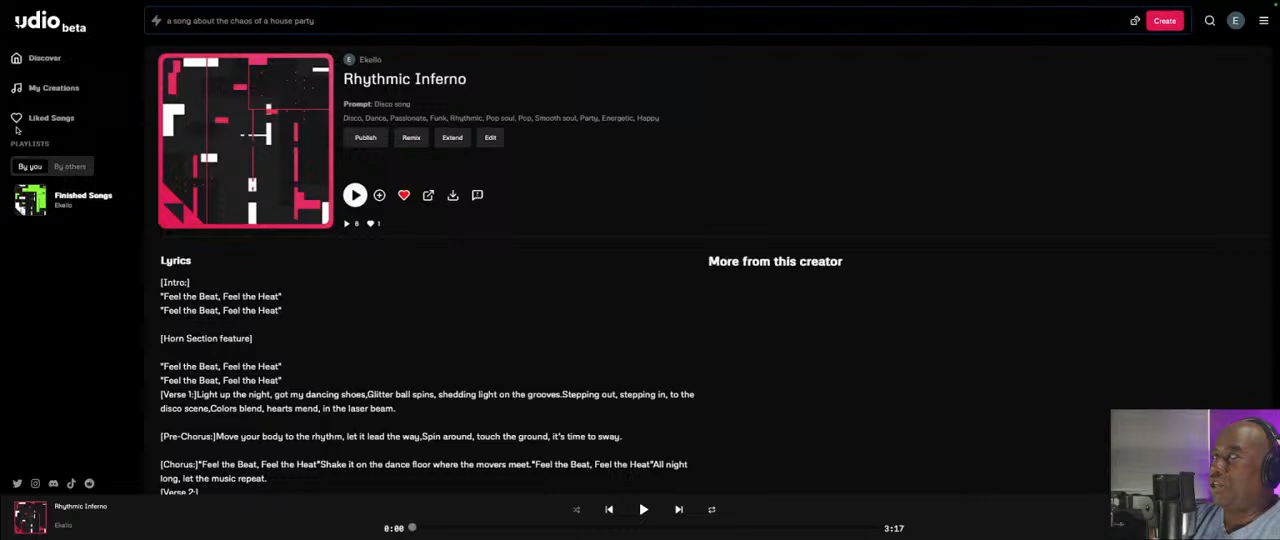 udio beta
a song about the chaos of a house party
Create
E
Discover
My Creations
Liked Songs
PLAYLISTS
By you
By others
Finished Songs
Ekello
E Ekello
Rhythmic Inferno
Prompt: Disco song
Disco, Dance, Passionate, Funk, Rhythmic, Pop soul, Pop, Smooth soul, Party, Energetic, Happy
Publish
Remix
Extend
Edit
8
1
Lyrics
More from this creator
[Intro:]
"Feel the Beat, Feel the Heat"
"Feel the Beat, Feel the Heat"
[Horn Section feature]
"Feel the Beat, Feel the Heat"
"Feel the Beat, Feel the Heat"
[Verse 1:]Light up the night, got my dancing shoes,Glitter ball spins, shedding light on the grooves.Stepping out, stepping in, to the
disco scene,Colors blend, hearts mend, in the laser beam.
[Pre-Chorus:]Move your body to the rhythm, let it lead the way,Spin around, touch the ground, it's time to sway.
[Chorus:]"Feel the Beat, Feel the Heat"Shake it on the dance floor where the movers meet."Feel the Beat, Feel the Heat"All night
long, let the music repeat.
[Verse 2:]
Rhythmic Inferno
Ekello
0:00
3:17